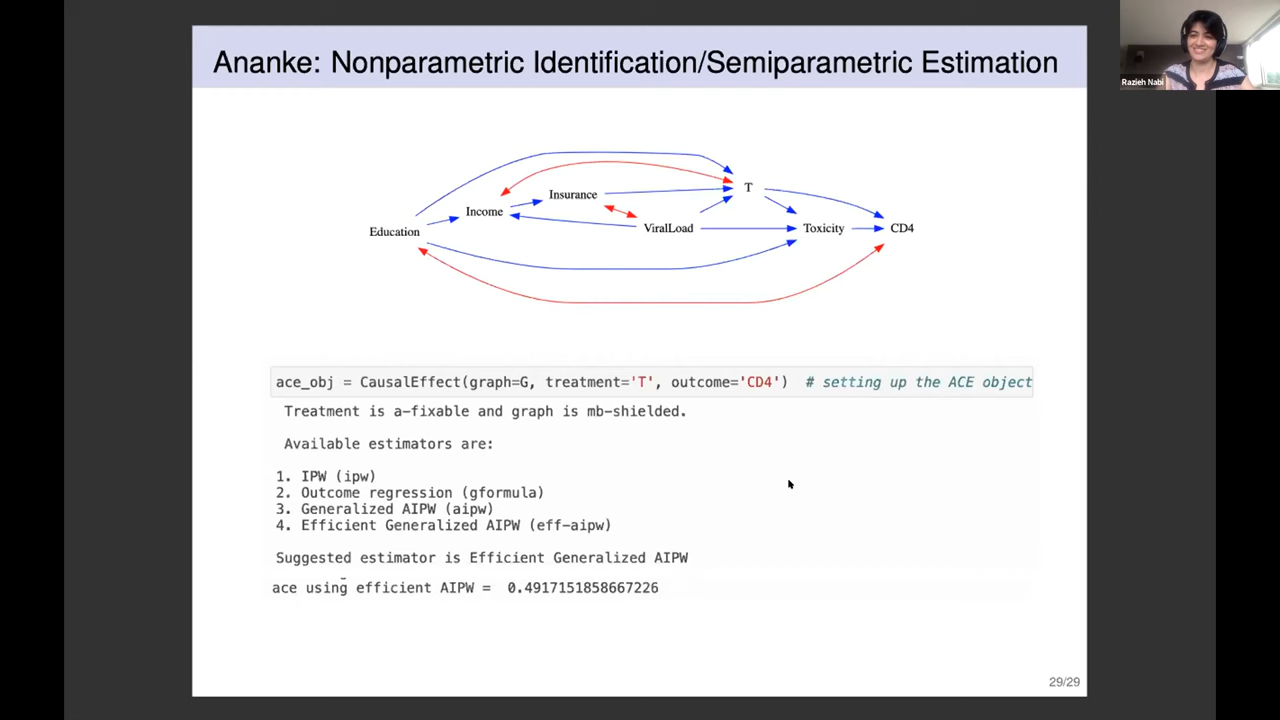 Ananke: Nonparametric Identification/Semiparametric Estimation
Razieh Nabi
T
Insurance
Income
Education
ViralLoad
Toxicity
CD4
ace_obj = CausalEffect(graph=G, treatment='T', outcome='CD4')  # setting up the ACE object
Treatment is a-fixable and graph is mb-shielded.
Available estimators are:
1. IPW (ipw)
2. Outcome regression (gformula)
3. Generalized AIPW (aipw)
4. Efficient Generalized AIPW (eff-aipw)
Suggested estimator is Efficient Generalized AIPW
ace using efficient AIPW =  0.4917151858667226
29/29